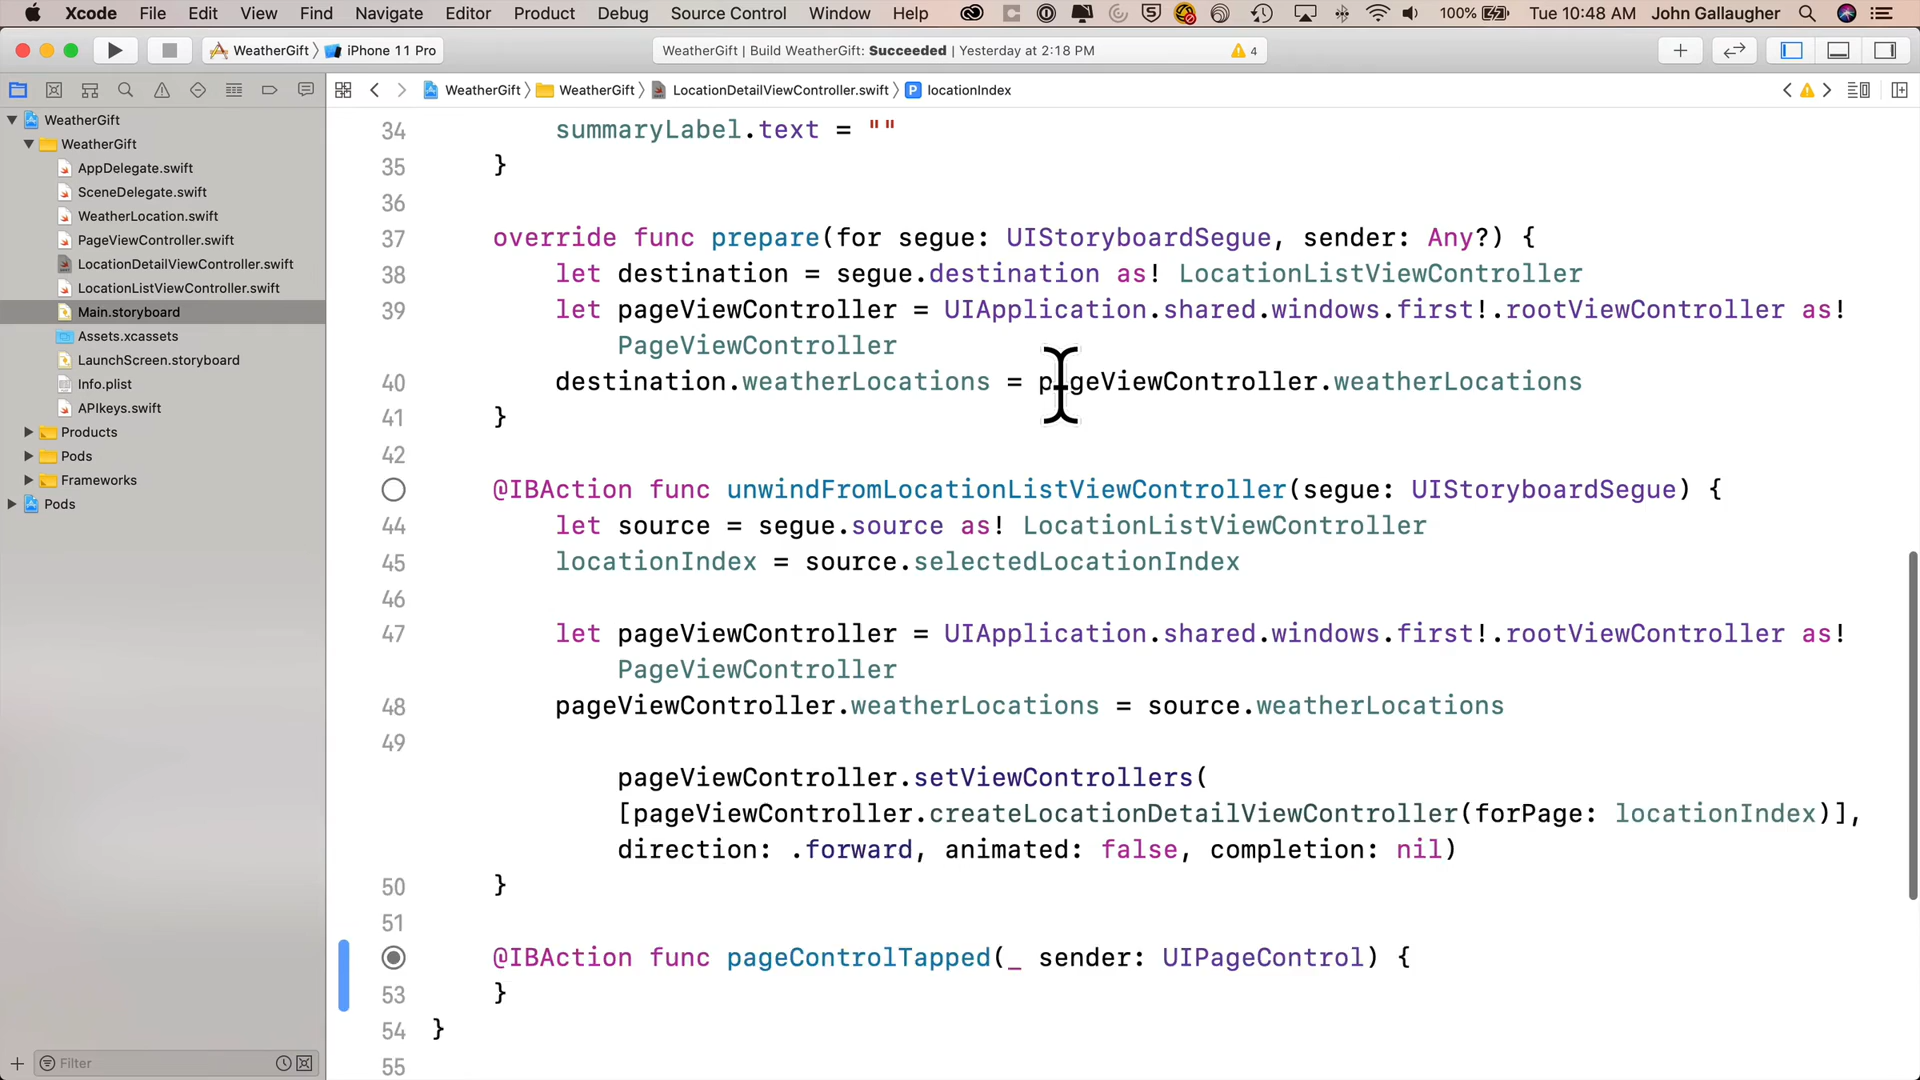 Xcode File Edit View Find Navigate Editor Product Debug Source Control Window Help 100% Tue 10:48 AM John Gallaugher
WeatherGift iPhone 11 Pro WeatherGift | Build WeatherGift: Succeeded | Yesterday at 2:18 PM 4
WeatherGift WeatherGift LocationDetailViewController.swift P locationIndex
WeatherGift
WeatherGift
AppDelegate.swift
SceneDelegate.swift
WeatherLocation.swift
PageViewController.swift
LocationDetailViewController.swift
LocationListViewController.swift
Main.storyboard
Assets.xcassets
LaunchScreen.storyboard
Info.plist
APIkeys.swift
Products
Pods
Frameworks
Pods
Filter
34 summaryLabel.text = ""
35 }
36
37 override func prepare(for segue: UIStoryboardSegue, sender: Any?) {
38 let destination = segue.destination as! LocationListViewController
39 let pageViewController = UIApplication.shared.windows.first!.rootViewController as!
PageViewController
40 destination.weatherLocations = pageViewController.weatherLocations
41 }
42
@IBAction func unwindFromLocationListViewController(segue: UIStoryboardSegue) {
44 let source = segue.source as! LocationListViewController
45 locationIndex = source.selectedLocationIndex
46
47 let pageViewController = UIApplication.shared.windows.first!.rootViewController as!
PageViewController
48 pageViewController.weatherLocations = source.weatherLocations
49
pageViewController.setViewControllers(
[pageViewController.createLocationDetailViewController(forPage: locationIndex)],
direction: .forward, animated: false, completion: nil)
50 }
51
@IBAction func pageControlTapped(_ sender: UIPageControl) {
53 }
54 }
55